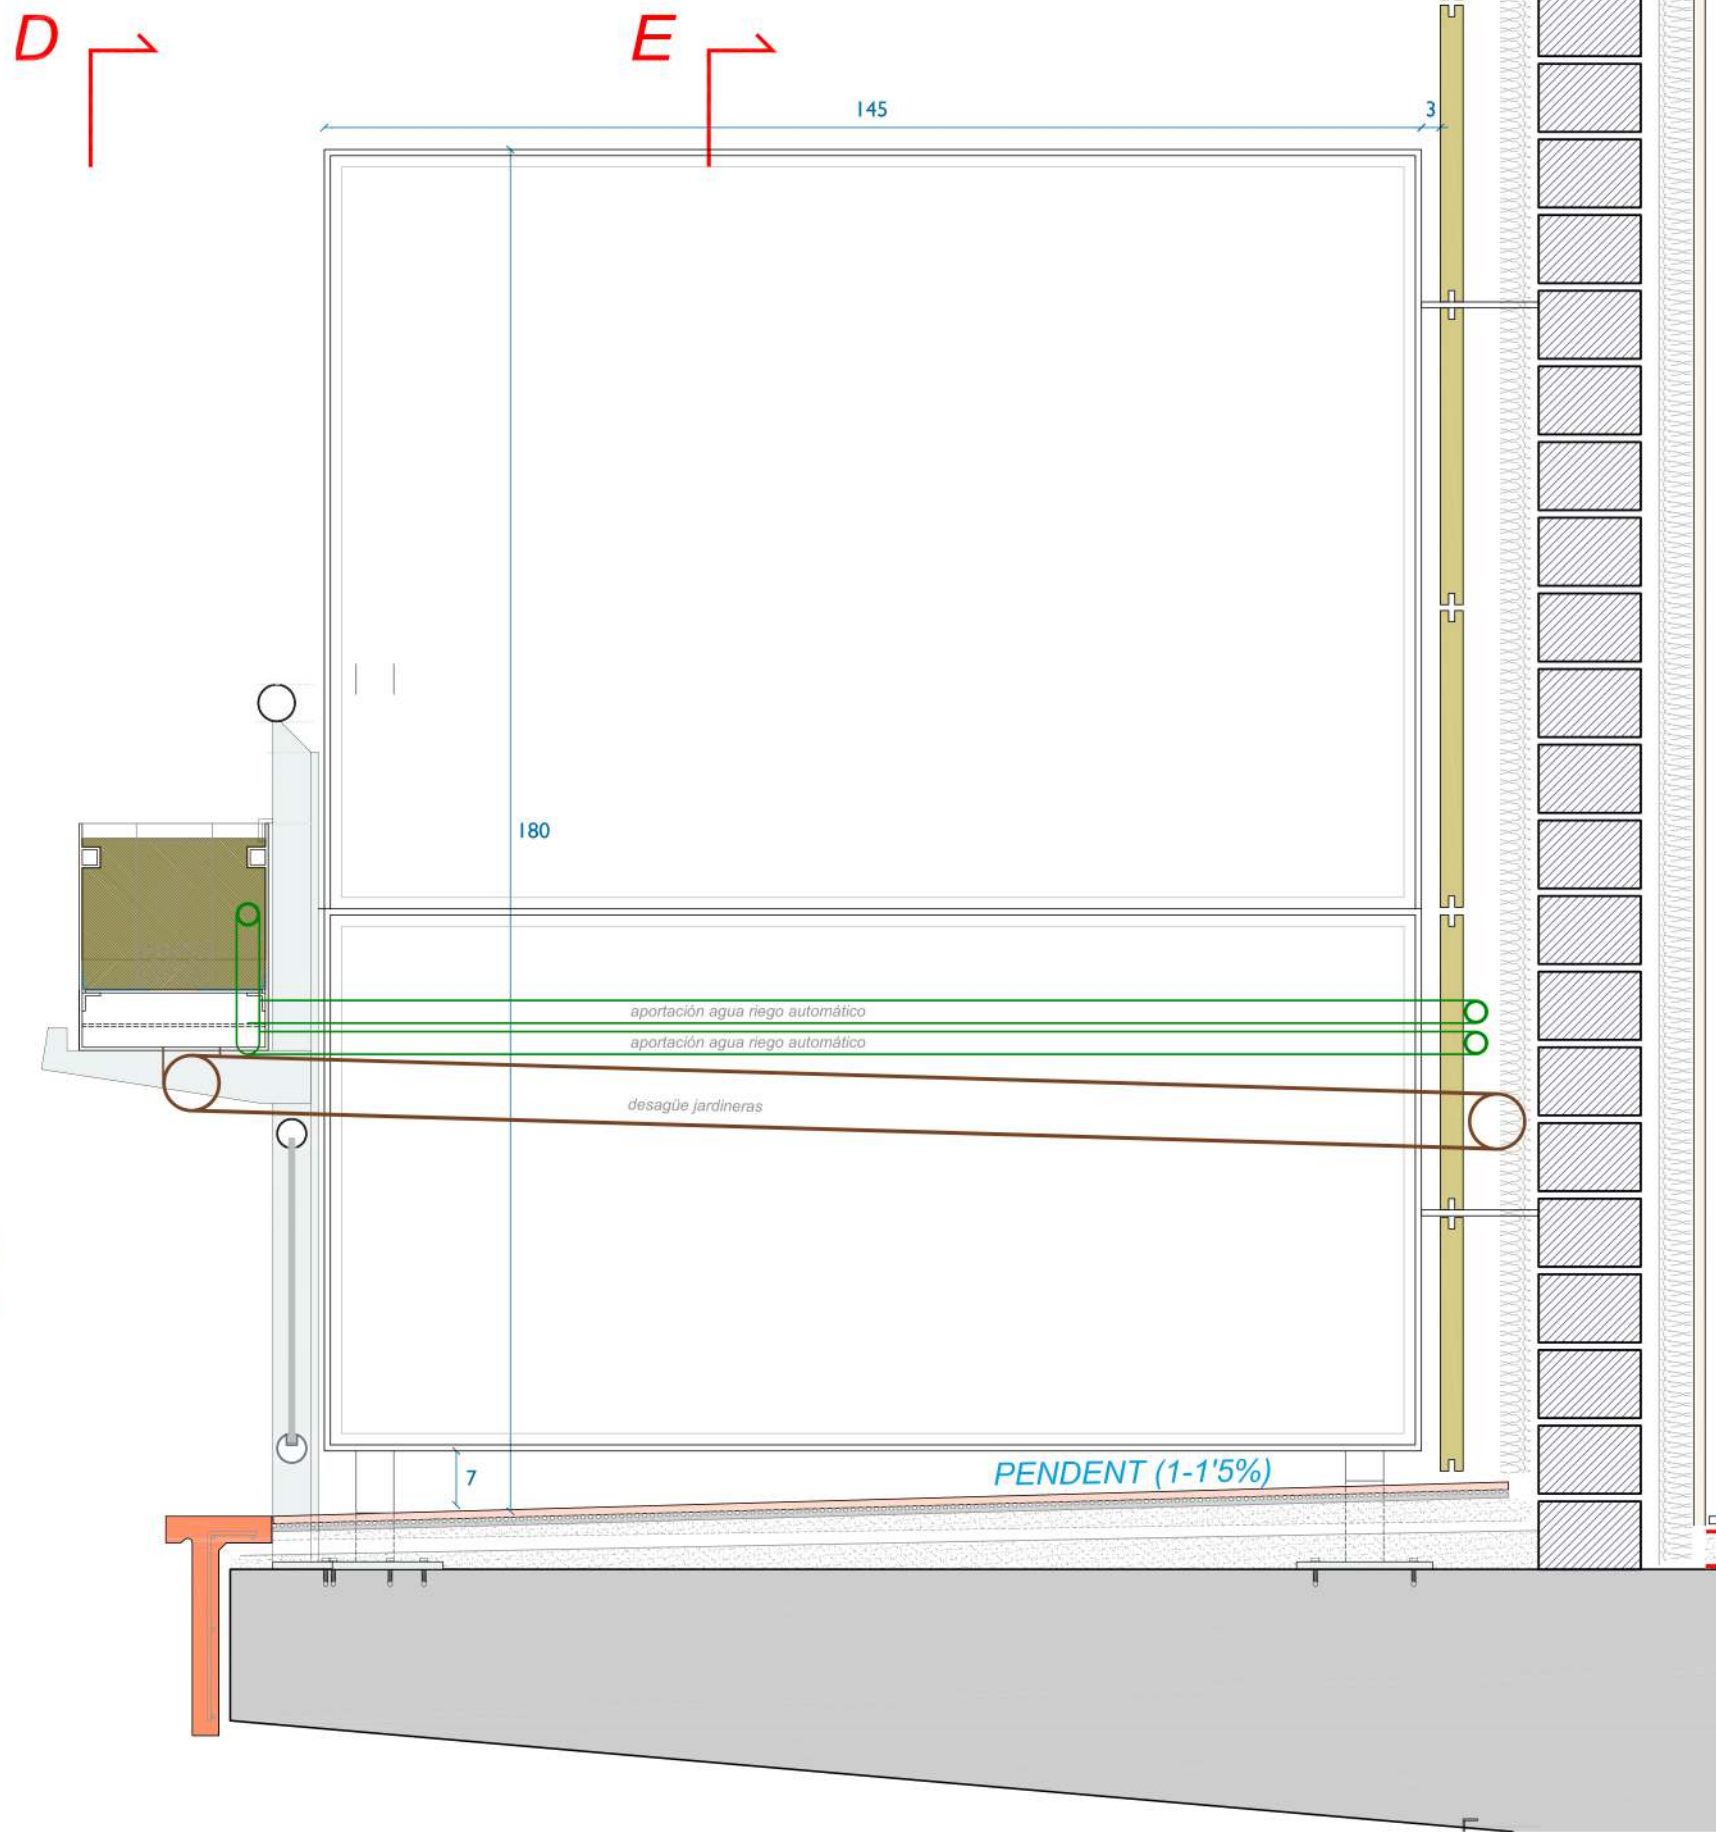 D
E
145
3
180
aportación agua riego automático
aportación agua riego automático
desagüe jardineras
7
PENDENT (1-1'5%)